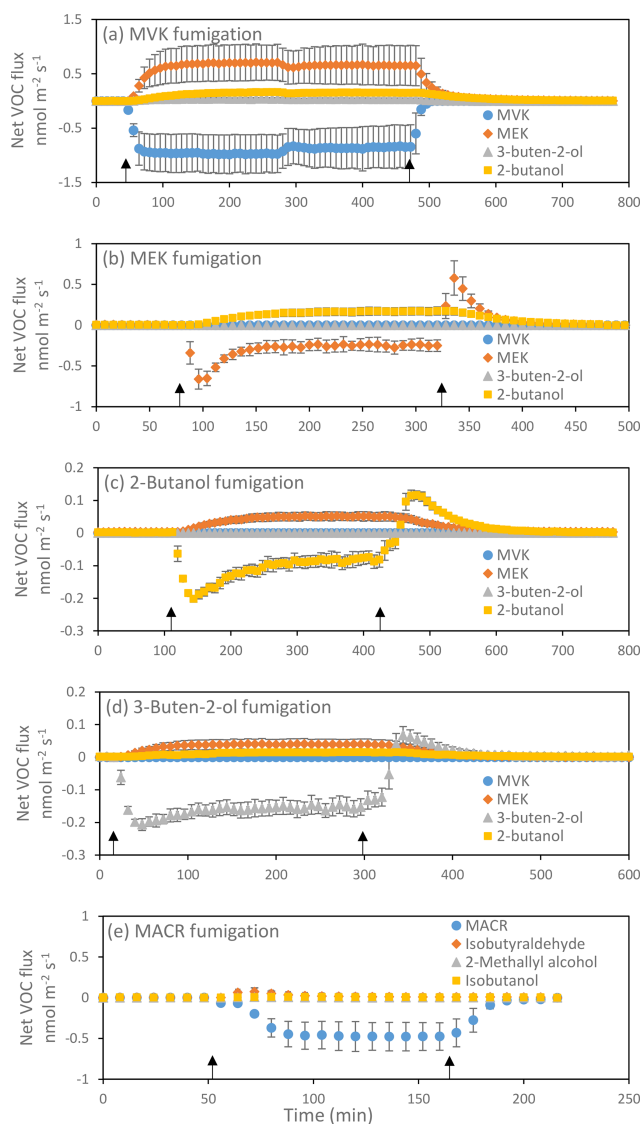 (a) MVK fumigation
Net VOC flux
nmol m⁻² s⁻¹
1.5
0.5
-0.5
-1.5
MVK
MEK
3-buten-2-ol
2-butanol
0 100 200 300 400 500 600 700 800
(b) MEK fumigation
Net VOC flux
nmol m⁻² s⁻¹
1
0.5
0
-0.5
-1
MVK
MEK
3-buten-2-ol
2-butanol
0 50 100 150 200 250 300 350 400 450 500
(c) 2-Butanol fumigation
Net VOC flux
nmol m⁻² s⁻¹
0.2
0.1
0
-0.1
-0.2
-0.3
MVK
MEK
3-buten-2-ol
2-butanol
0 100 200 300 400 500 600 700 800
(d) 3-Buten-2-ol fumigation
Net VOC flux
nmol m⁻² s⁻¹
0.2
0.1
0
-0.1
-0.2
-0.3
MVK
MEK
3-buten-2-ol
2-butanol
0 100 200 300 400 500 600
(e) MACR fumigation
Net VOC flux
nmol m⁻² s⁻¹
1
0.5
0
-0.5
-1
MACR
Isobutyraldehyde
2-Methallyl alcohol
Isobutanol
0 50 100 150 200 250
Time (min)